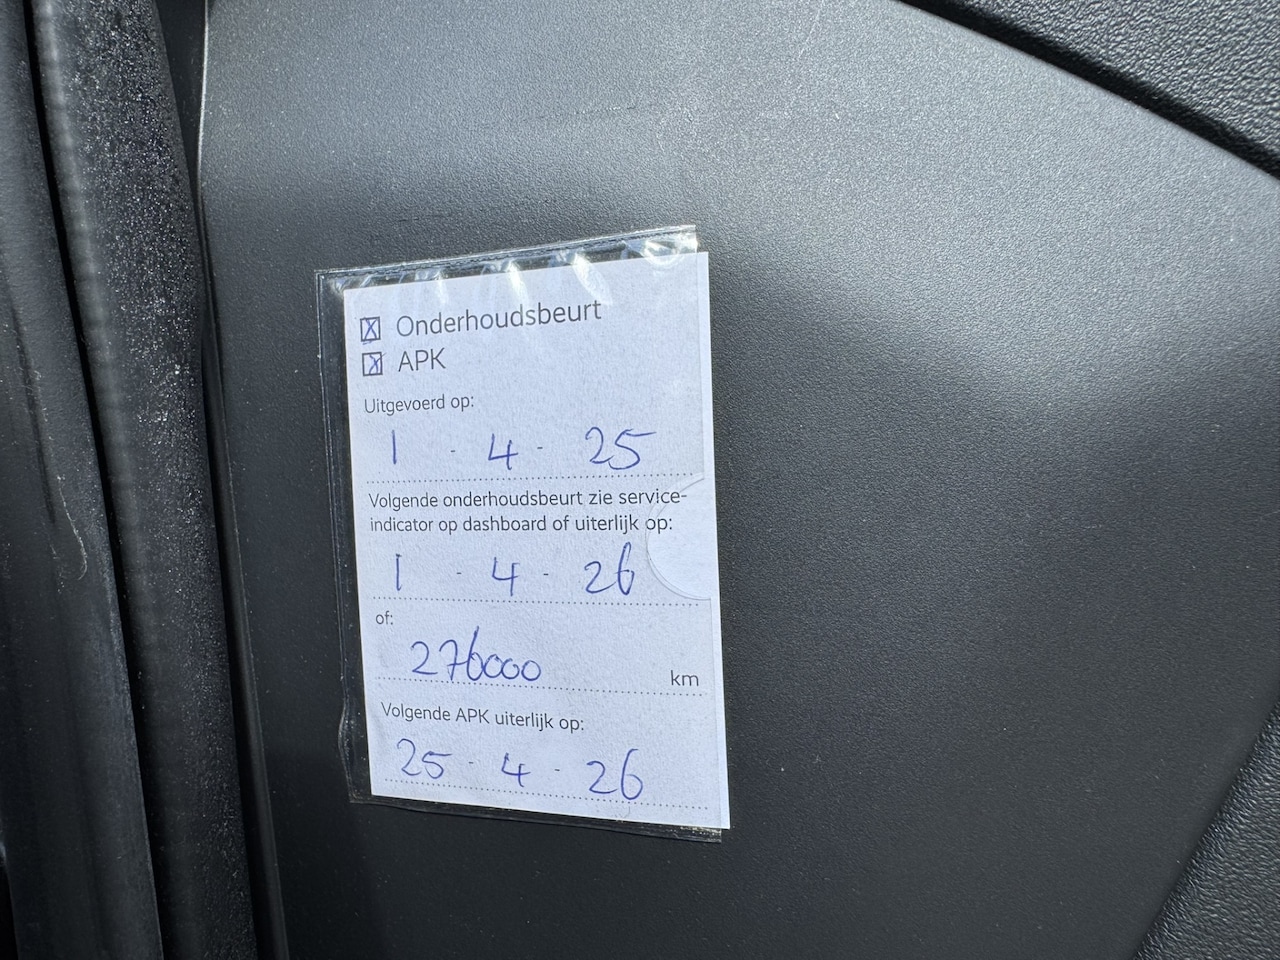 ☒ Onderhoudsbeurt
☒ APK
Uitgevoerd op:
1 - 4 - 25
Volgende onderhoudsbeurt zie service-
indicator op dashboard of uiterlijk op:
1 - 4 - 26
of:
276000 km
Volgende APK uiterlijk op:
25 - 4 - 26